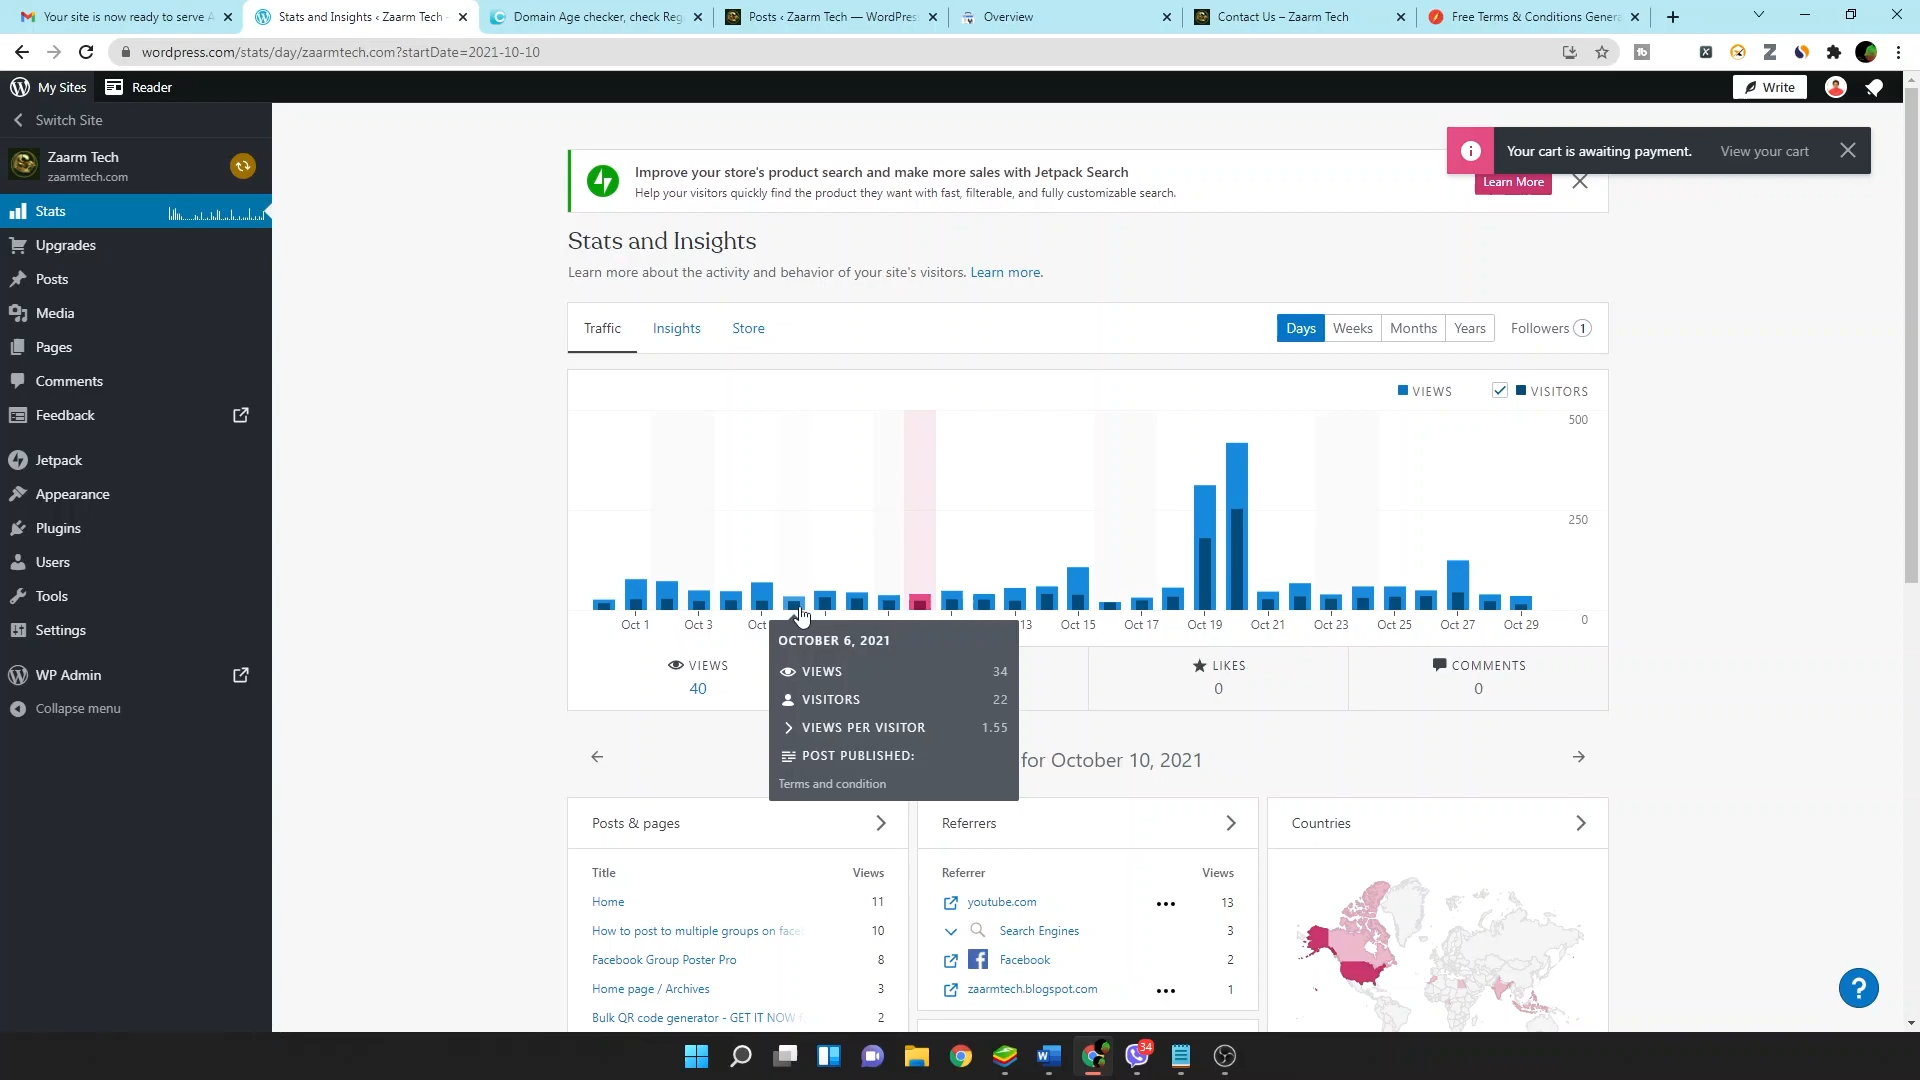 Your site is now ready to serve A
Stats and Insights ‹ Zaarm Tech
Domain Age checker, check Reg
Posts ‹ Zaarm Tech — WordPres
Overview
Contact Us – Zaarm Tech
Free Terms & Conditions Genera
wordpress.com/stats/day/zaarmtech.com?startDate=2021-10-10
My Sites
Reader
Write
Switch Site
Zaarm Tech
zaarmtech.com
Stats
Upgrades
Posts
Media
Pages
Comments
Feedback
Jetpack
Appearance
Plugins
Users
Tools
Settings
WP Admin
Collapse menu
Your cart is awaiting payment. View your cart
Improve your store's product search and make more sales with Jetpack Search
Help your visitors quickly find the product they want with fast, filterable, and fully customizable search.
Learn More
Stats and Insights
Learn more about the activity and behavior of your site's visitors. Learn more.
Traffic Insights Store
Days Weeks Months Years Followers 1
VIEWS VISITORS
500
250
0
Oct 1 Oct 3 Oct 13 Oct 15 Oct 17 Oct 19 Oct 21 Oct 23 Oct 25 Oct 27 Oct 29
OCTOBER 6, 2021
VIEWS 34
VISITORS 22
VIEWS PER VISITOR 1.55
POST PUBLISHED:
Terms and condition
VIEWS
40
LIKES
0
COMMENTS
0
for October 10, 2021
Posts & pages
Title Views
Home 11
How to post to multiple groups on face 10
Facebook Group Poster Pro 8
Home page / Archives 3
Bulk QR code generator - GET IT NOW 2
Referrers
Referrer Views
youtube.com 13
Search Engines 3
Facebook 2
zaarmtech.blogspot.com 1
Countries
?
34